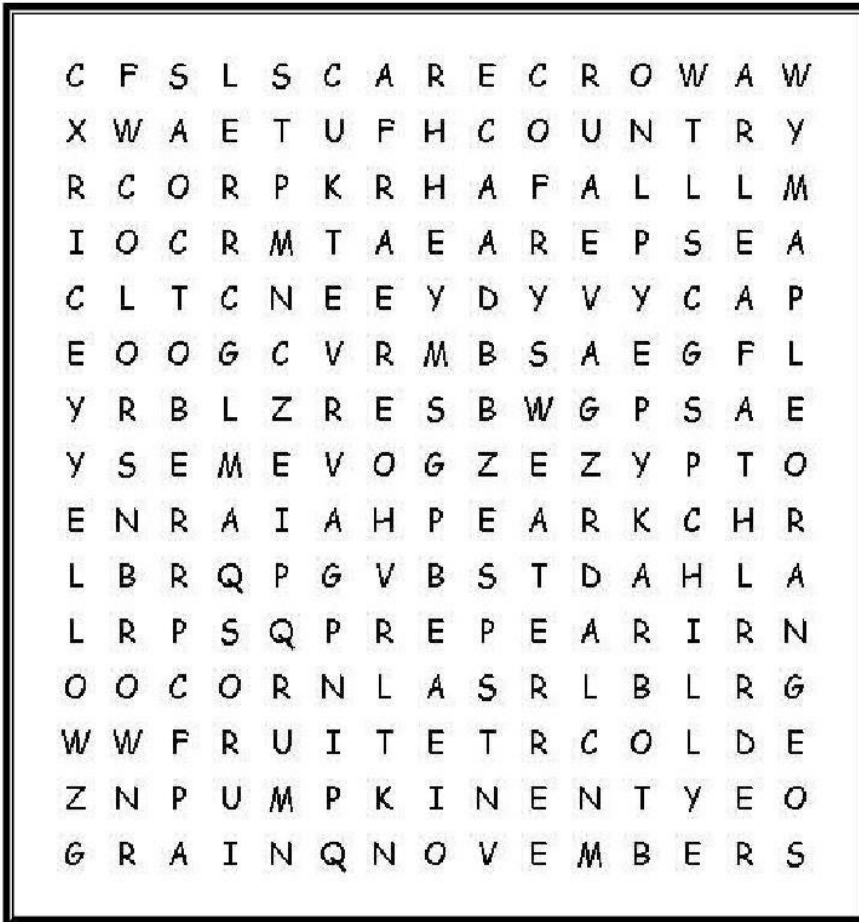 C F S L S C A R E C R O W A W
X W A E T U F H C O U N T R Y
R C O R P K R H A F A L L L M
I O C R M T A E A R E P S E A
C L T C N E E Y D Y V Y C A P
E O O G C V R M B S A E G F L
Y R B L Z R E S B W G P S A E
Y S E M E V O G Z E Z Y P T O
E N R A I A H P E A R K C H R
L B R Q P G V B S T D A H L A
L R P S Q P R E P E A R I R N
O O C O R N L A S R L B L R G
W W F R U I T E T R C O L D E
Z N P U M P K I N E N T Y E O
G R A I N Q N O V E M B E R S